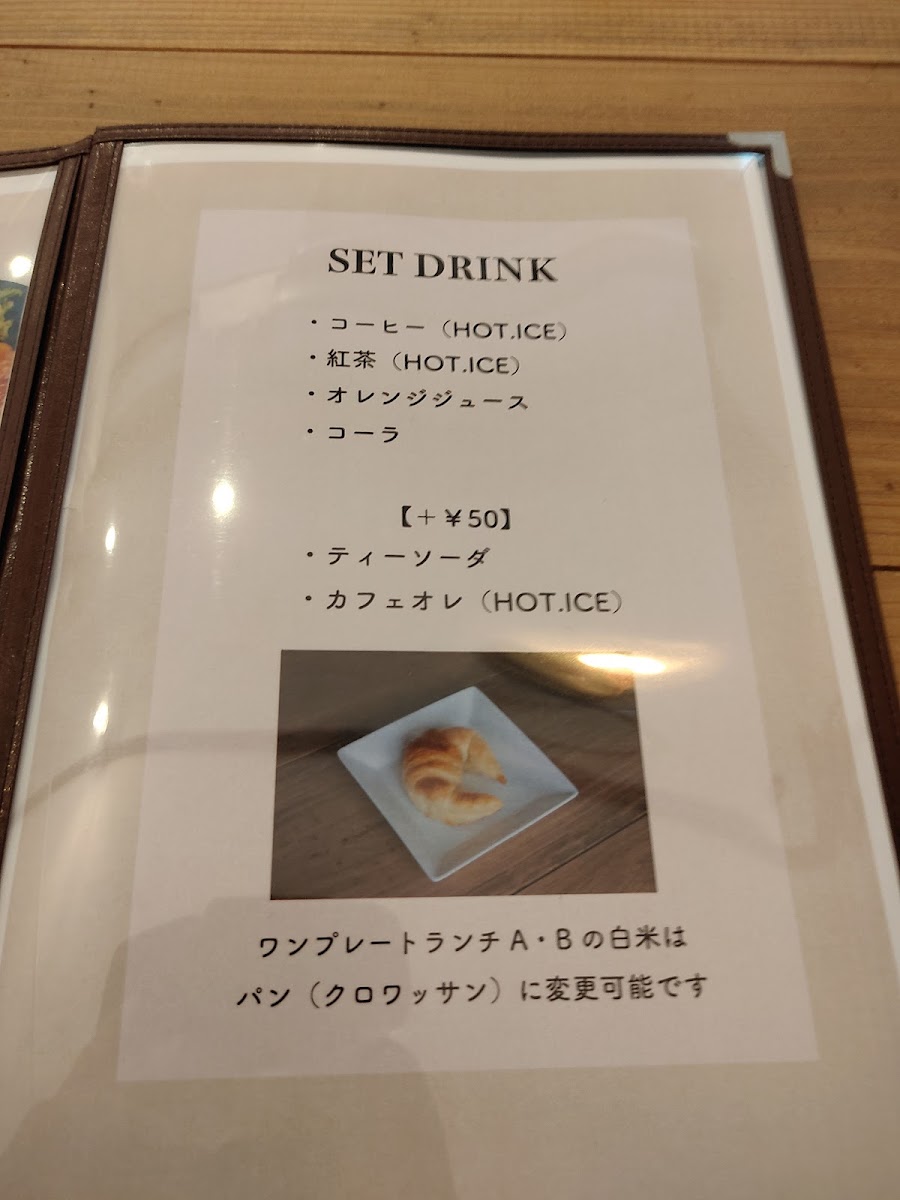 SET DRINK
・コーヒー（HOT.ICE）
・紅茶（HOT.ICE）
・オレンジジュース
・コーラ
【＋¥50】
・ティーソーダ
・カフェオレ（HOT.ICE）
ワンプレートランチA・Bの白米は
パン（クロワッサン）に変更可能です